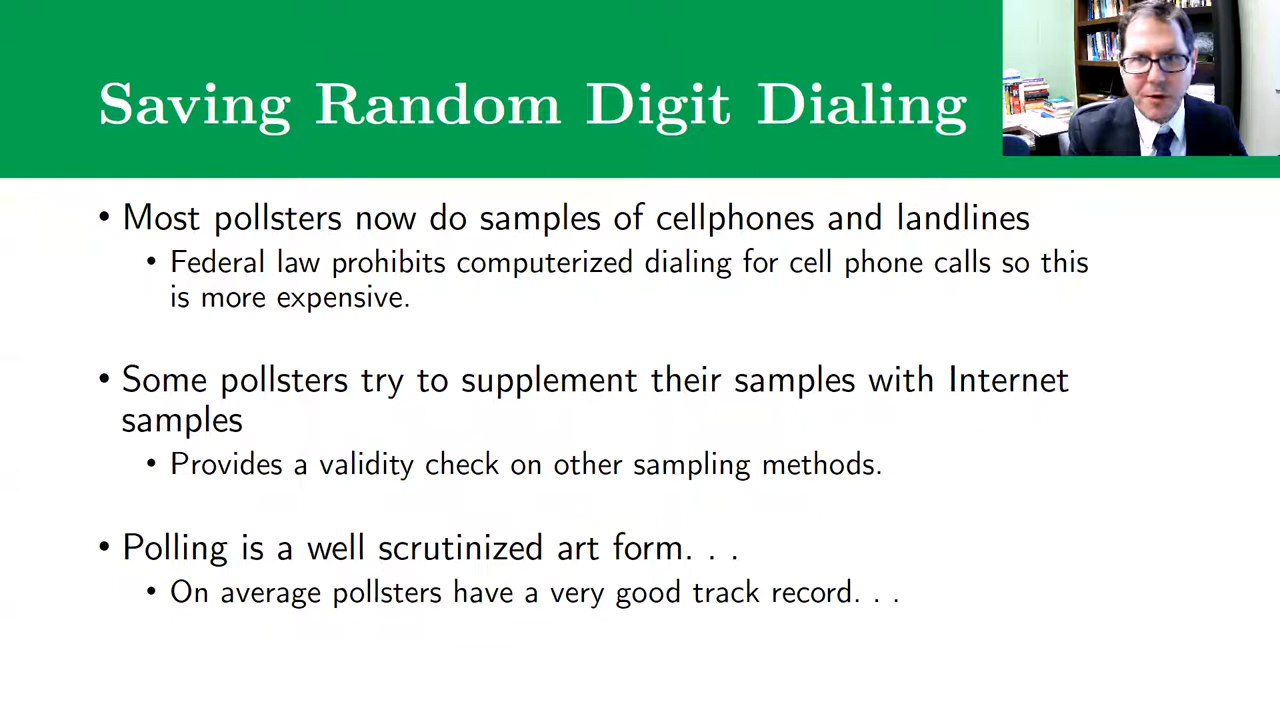 Saving Random Digit Dialing
• Most pollsters now do samples of cellphones and landlines
• Federal law prohibits computerized dialing for cell phone calls so this
is more expensive.
• Some pollsters try to supplement their samples with Internet
samples
• Provides a validity check on other sampling methods.
• Polling is a well scrutinized art form. . .
• On average pollsters have a very good track record. . .